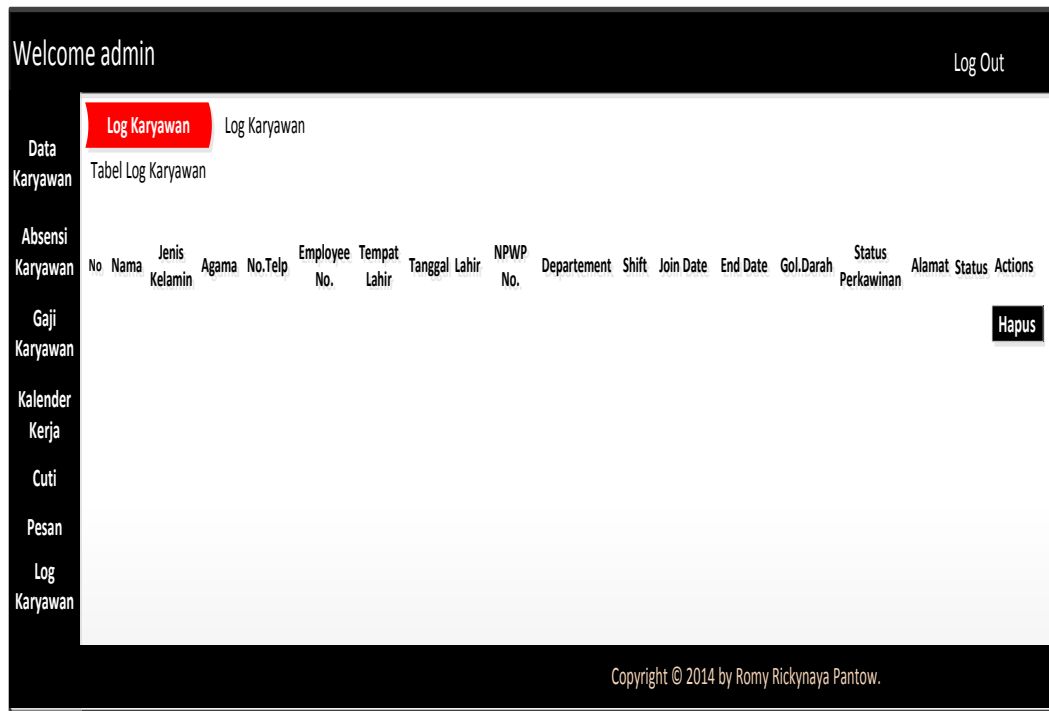 Welcome admin
Log Out
Log Karyawan
Log Karyawan
Tabel Log Karyawan
Data
Karyawan
Absensi
Karyawan
Gaji
Karyawan
Kalender
Kerja
Cuti
Pesan
Log
Karyawan
No Nama Jenis Kelamin Agama No.Telp Employee No. Tempat Lahir Tanggal Lahir NPWP No. Departement Shift Join Date End Date Gol.Darah Status Perkawinan Alamat Status Actions
Hapus
Copyright © 2014 by Romy Rickynaya Pantow.